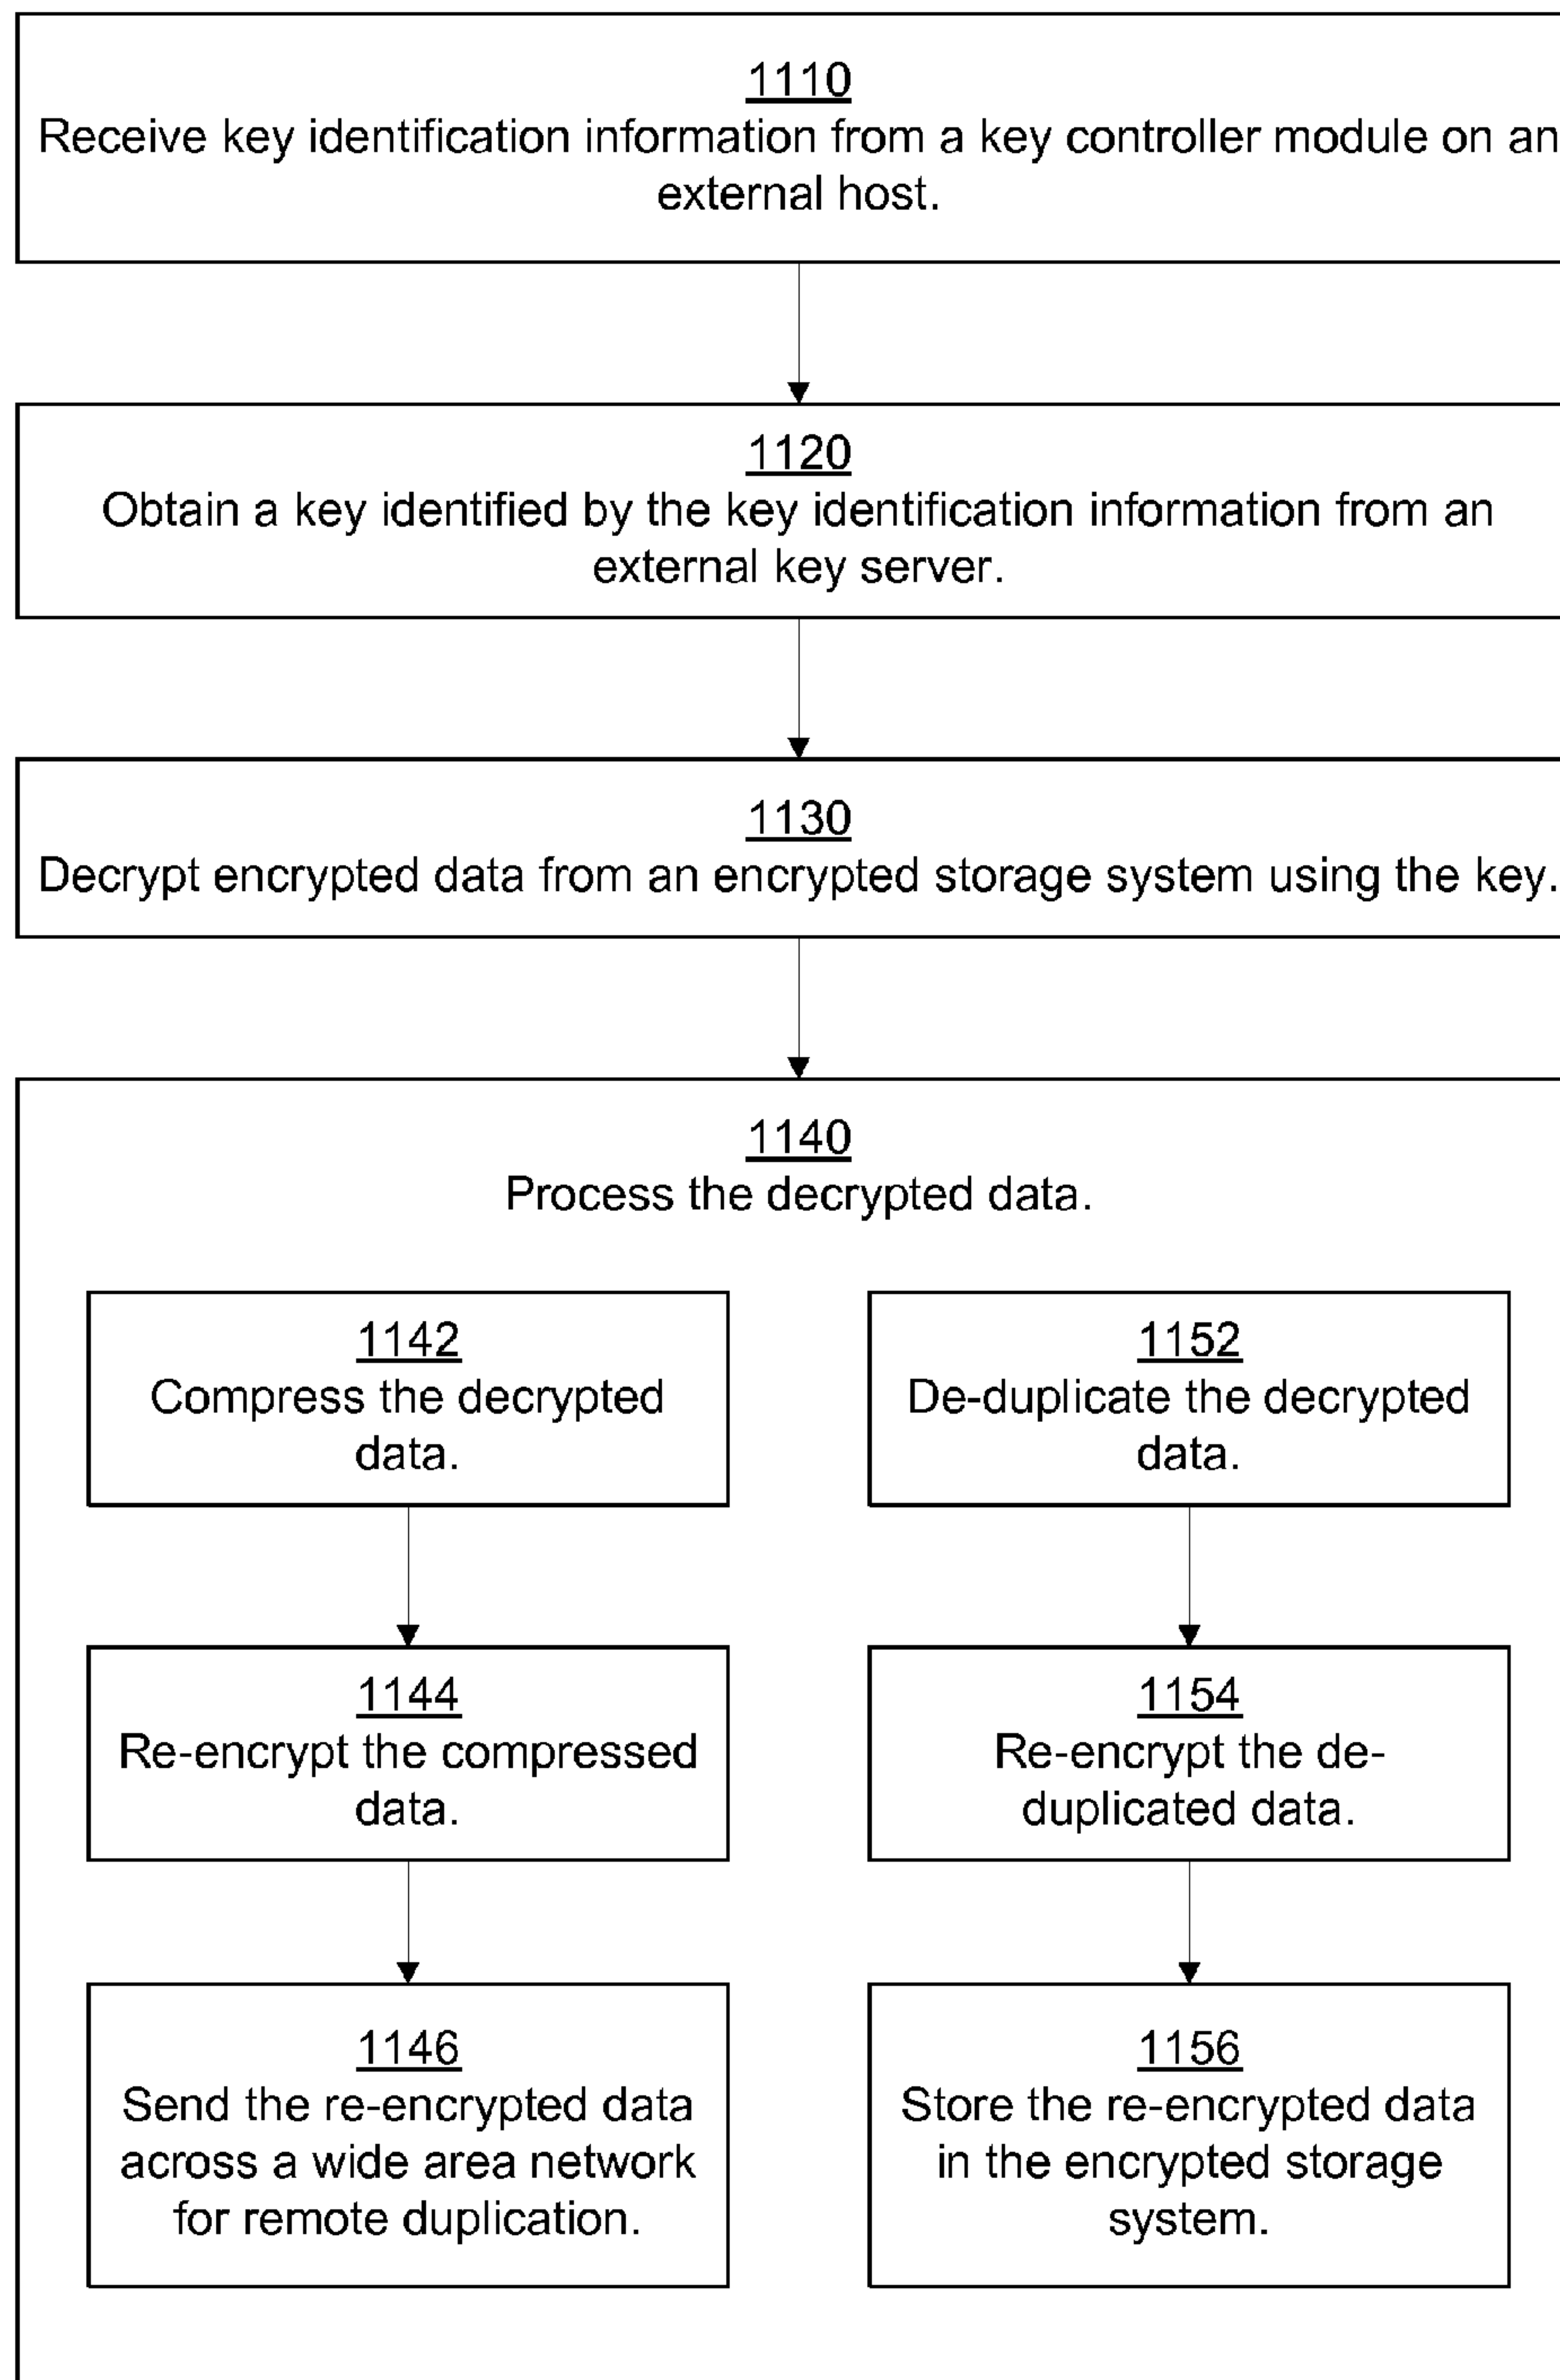 1110
Receive key identification information from a key controller module on an
external host.
1120
Obtain a key identified by the key identification information from an
external key server.
1130
Decrypt encrypted data from an encrypted storage system using the key.
1140
Process the decrypted data.
1142
Compress the decrypted
data.
1144
Re-encrypt the compressed
data.
1146
Send the re-encrypted data
across a wide area network
for remote duplication.
1152
De-duplicate the decrypted
data.
1154
Re-encrypt the de-
duplicated data.
1156
Store the re-encrypted data
in the encrypted storage
system.